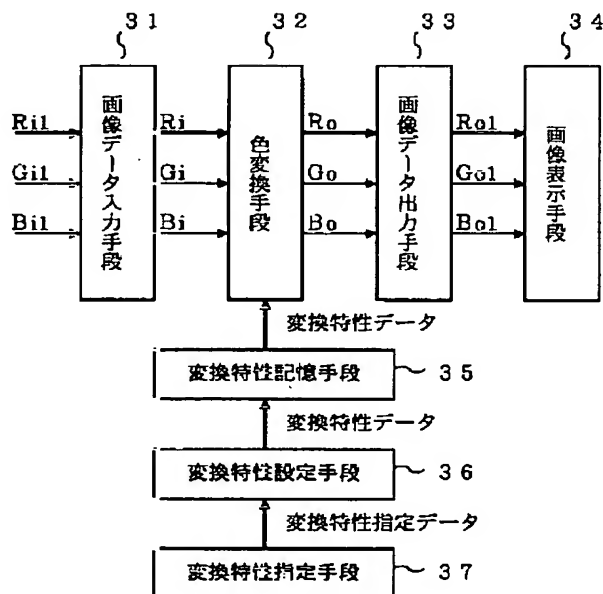 31 32 33 34
画像データ入力手段
色変換手段
画像データ出力手段
画像表示手段
Ri1 Ri Ro Ro1
Gi1 Gi Go Go1
Bi1 Bi Bo Bo1
変換特性データ
変換特性記憶手段 35
変換特性データ
変換特性設定手段 36
変換特性指定データ
変換特性指定手段 37